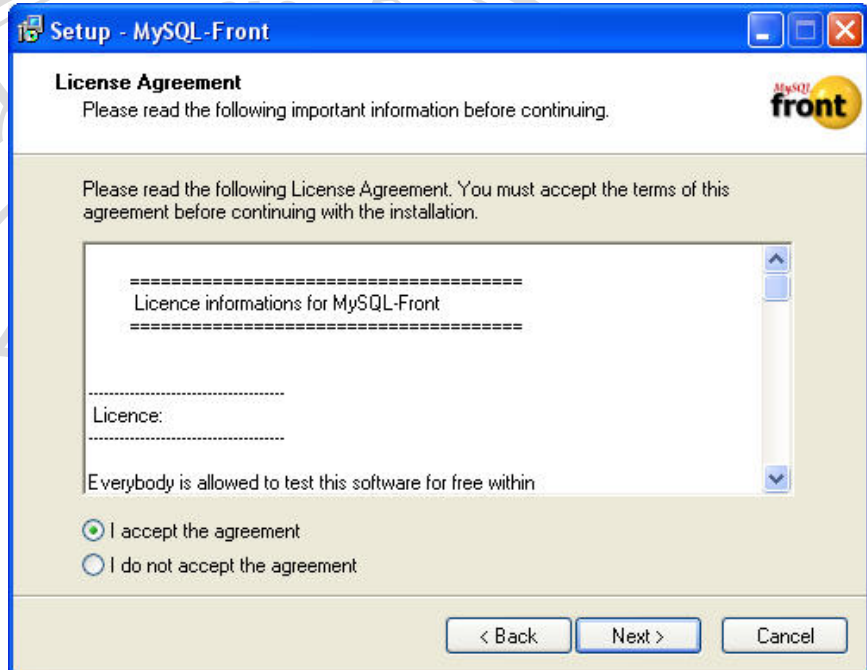 Setup - MySQL-Front
License Agreement
Please read the following important information before continuing.
MySQL
front
Please read the following License Agreement. You must accept the terms of this
agreement before continuing with the installation.
=======================================
Licence informations for MySQL-Front
=======================================
--------------------------------------
Licence:
--------------------------------------
Everybody is allowed to test this software for free within
I accept the agreement
I do not accept the agreement
< Back
Next >
Cancel